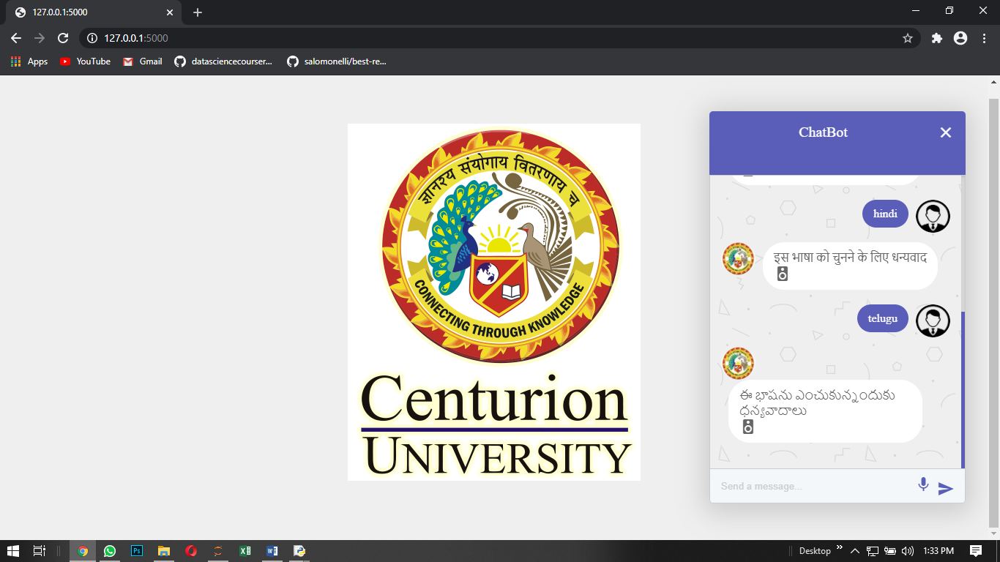 127.0.0.1:5000
127.0.0.1:5000
Apps
YouTube
Gmail
datasciencecourser...
salomonelli/best-re...
ज्ञानश्य संयोगाय वितरणाय च
CONNECTING THROUGH KNOWLEDGE
Centurion
UNIVERSITY
ChatBot
hindi
इस भाषा को चुनने के लिए धन्यवाद
telugu
ఈ భాషను ఎంచుకున్నందుకు
ధన్యవాదాలు
Send a message...
Ps
Desktop
1:33 PM